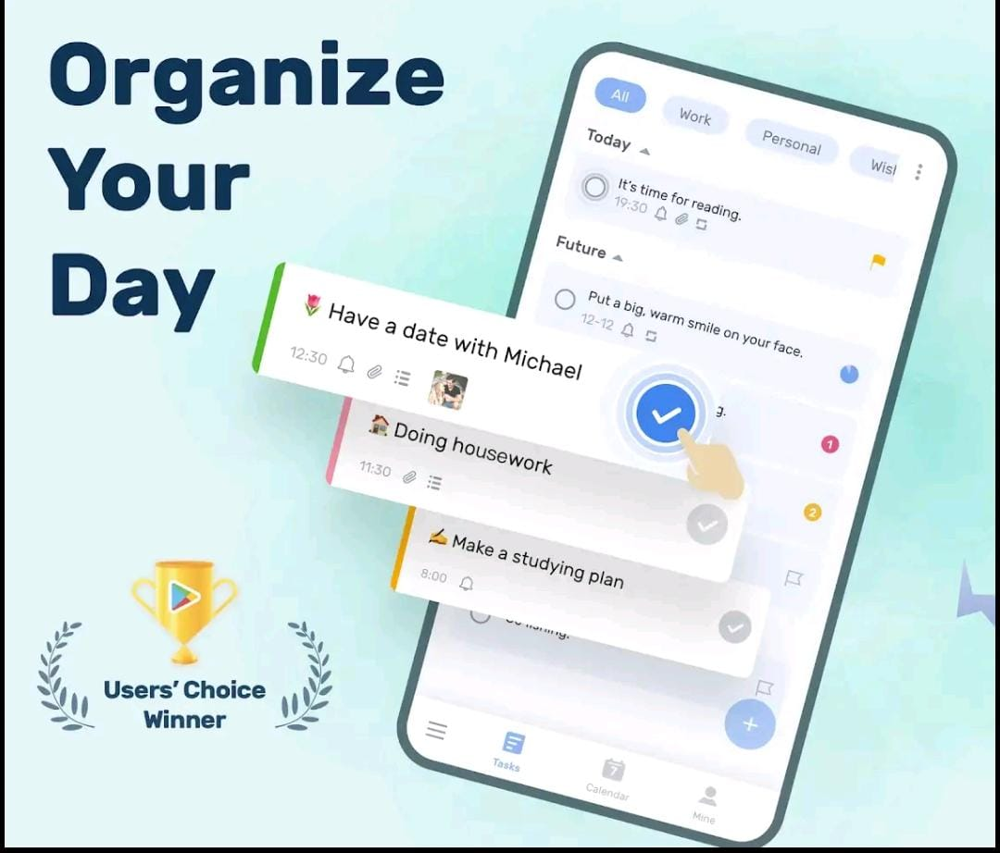 Organize
Your
Day
All
Work
Personal
Today
It's time for reading.
19:30
Future
Put a big, warm smile on your face.
12-12
Have a date with Michael
12:30
g.
1
Doing housework
11:30
2
Make a studying plan
8:00
fishing.
Users' Choice
Winner
Tasks
7
Calendar
Mine